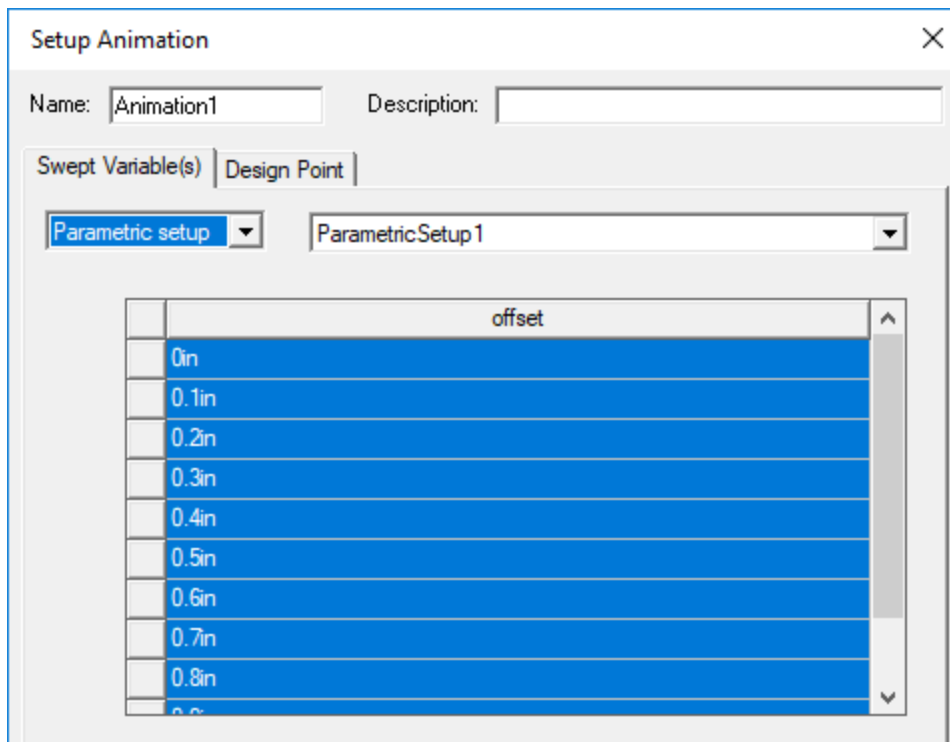 Setup Animation
Name: Animation1 Description:
Swept Variable(s) Design Point
Parametric setup ParametricSetup1
offset
0in
0.1in
0.2in
0.3in
0.4in
0.5in
0.6in
0.7in
0.8in